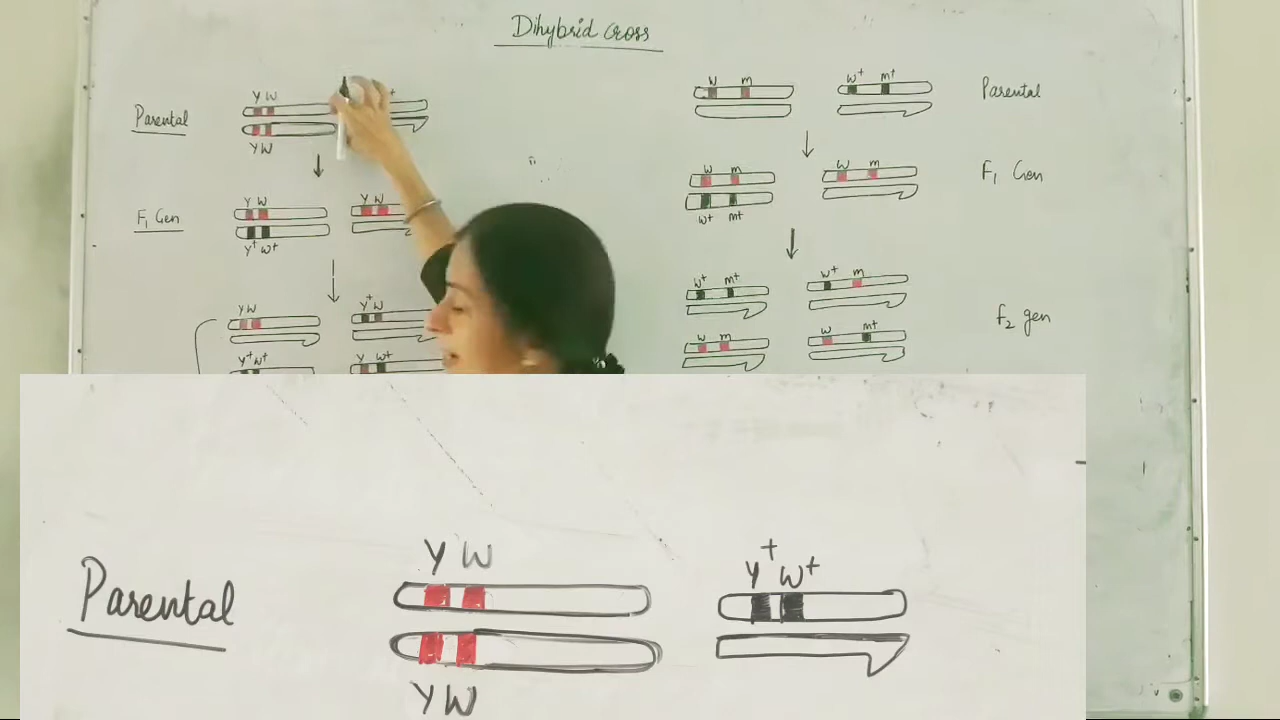 Dihybrid cross
Parental
Y W
Y W
F1 Gen
Y W
Y+ W+
Y W
Y W
Y+ W
Y+ W+
Y W+
W m
W+ m+
Parental
W m
W+ m+
W m
F1 Gen
W+ m+
W+ m
W m
W m+
F2 gen
Parental
Y W
Y W
Y+ W+